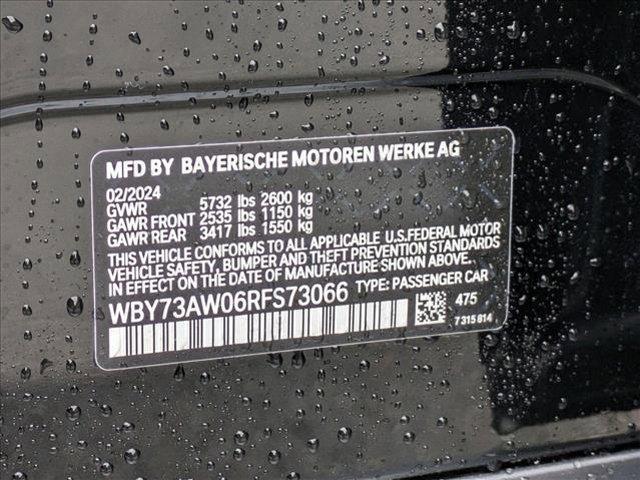 MFD BY BAYERISCHE MOTOREN WERKE AG
02/2024
GVWR 5732 lbs 2600 kg
GAWR FRONT 2535 lbs 1150 kg
GAWR REAR 3417 lbs 1550 kg
THIS VEHICLE CONFORMS TO ALL APPLICABLE U.S.FEDERAL MOTOR
VEHICLE SAFETY, BUMPER AND THEFT PREVENTION STANDARDS
IN EFFECT ON THE DATE OF MANUFACTURE SHOWN ABOVE.
WBY73AW06RFS73066 TYPE: PASSENGER CAR
475
7 315 814